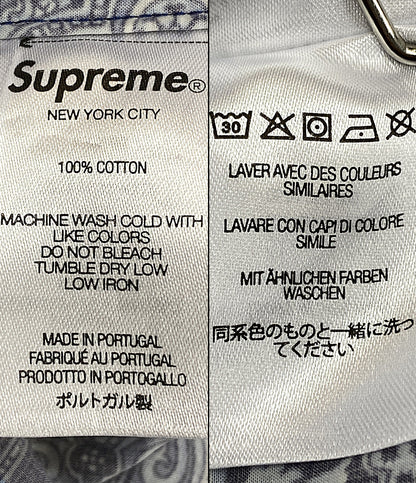 Supreme®
NEW YORK CITY
100% COTTON
MACHINE WASH COLD WITH
LIKE COLORS
DO NOT BLEACH
TUMBLE DRY LOW
LOW IRON
MADE IN PORTUGAL
FABRIQUÉ AU PORTUGAL
PRODOTTO IN PORTOGALLO
ポルトガル製
30
LAVER AVEC DES COULEURS
SIMILAIRES
LAVARE CON CAPI DI COLORE
SIMILE
MIT ÄHNLICHEN FARBEN
WASCHEN
同系色のものと一緒に洗っ
てください